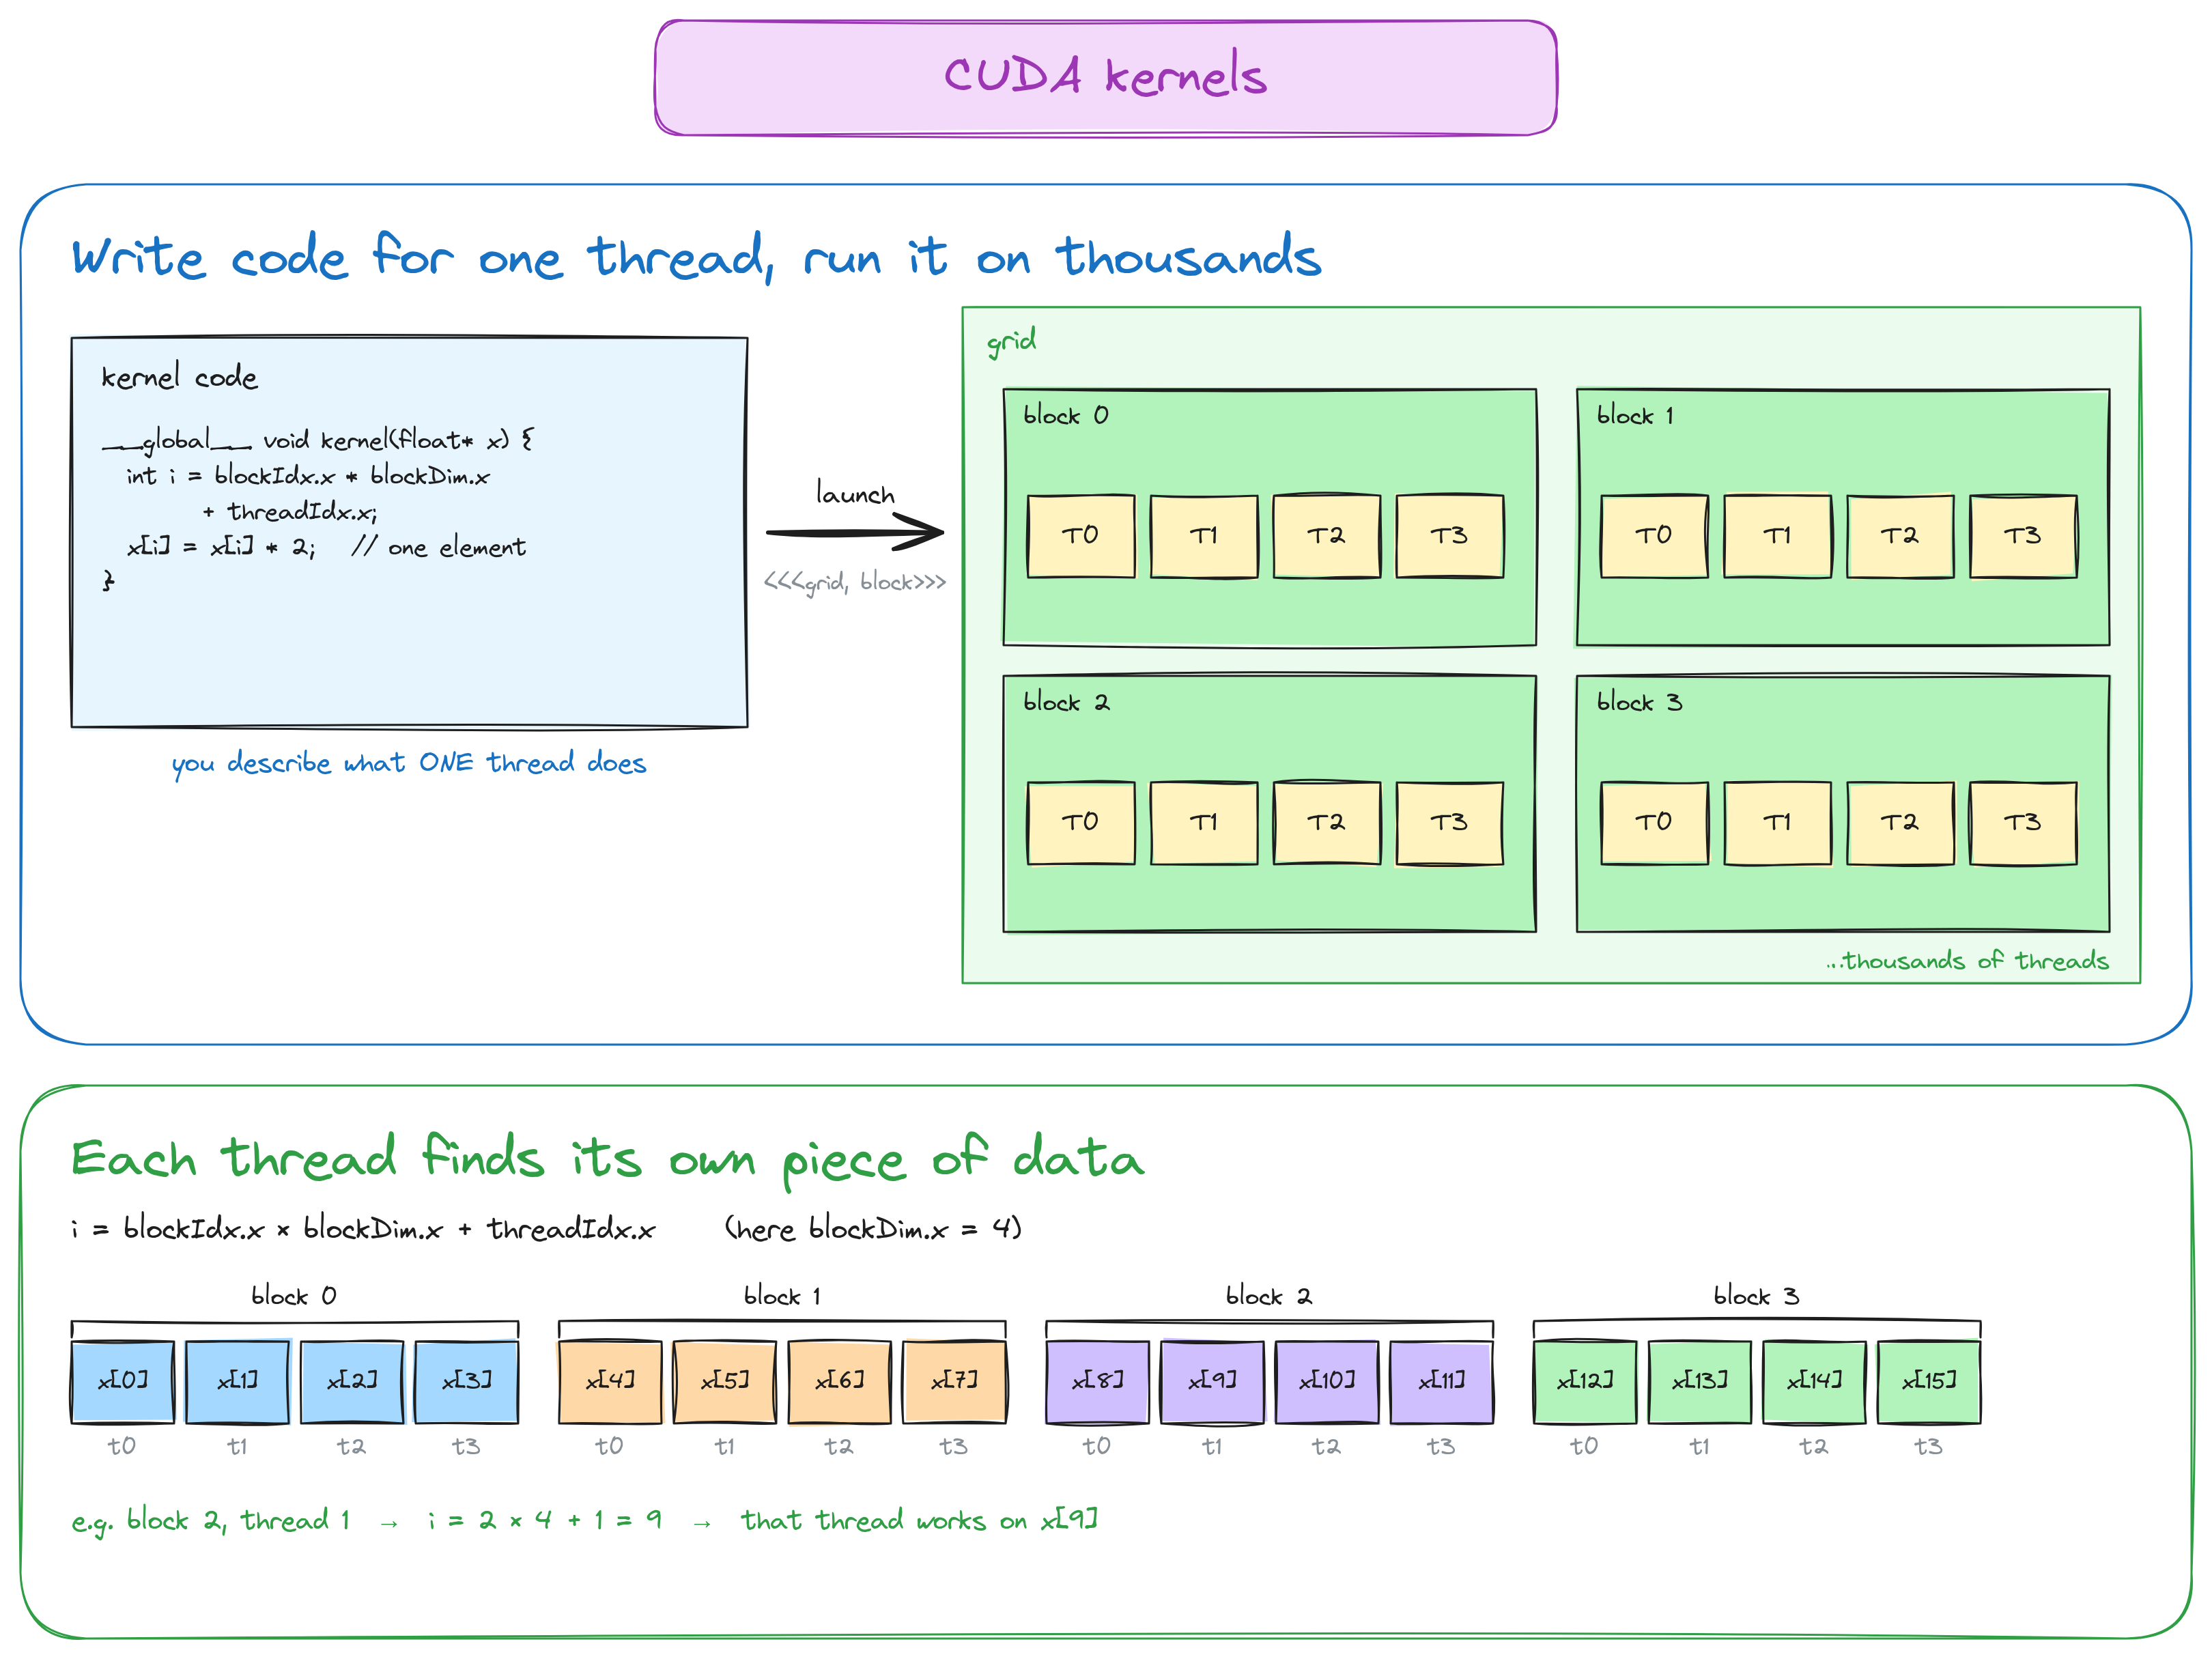 CUDA kernels
Write code for one thread, run it on thousands
kernel code
__global__ void kernel(float* x) {
int i = blockIdx.x * blockDim.x
+ threadIdx.x;
x[i] = x[i] * 2;   // one element
}
you describe what ONE thread does
launch
<<<grid, block>>>
grid
block 0
T0 T1 T2 T3
block 1
T0 T1 T2 T3
block 2
T0 T1 T2 T3
block 3
T0 T1 T2 T3
...thousands of threads
Each thread finds its own piece of data
i = blockIdx.x × blockDim.x + threadIdx.x (here blockDim.x = 4)
block 0 block 1 block 2 block 3
x[0] x[1] x[2] x[3] x[4] x[5] x[6] x[7] x[8] x[9] x[10] x[11] x[12] x[13] x[14] x[15]
t0 t1 t2 t3 t0 t1 t2 t3 t0 t1 t2 t3 t0 t1 t2 t3
e.g. block 2, thread 1 → i = 2 × 4 + 1 = 9 → that thread works on x[9]